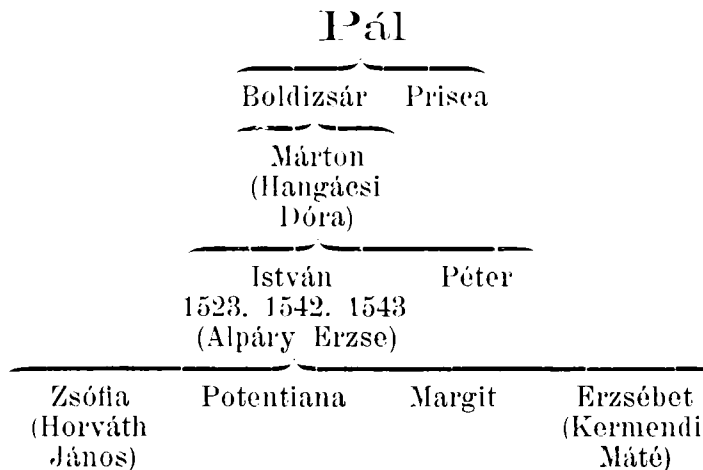 Pál
Boldizsár Prisca
Márton
(Hangácsi
Dóra)
István Péter
1523. 1542. 1543
(Alpáry Erzse)
Zsófia Potentiana Margit Erzsébet
(Horváth (Kermendi
János) Máté)